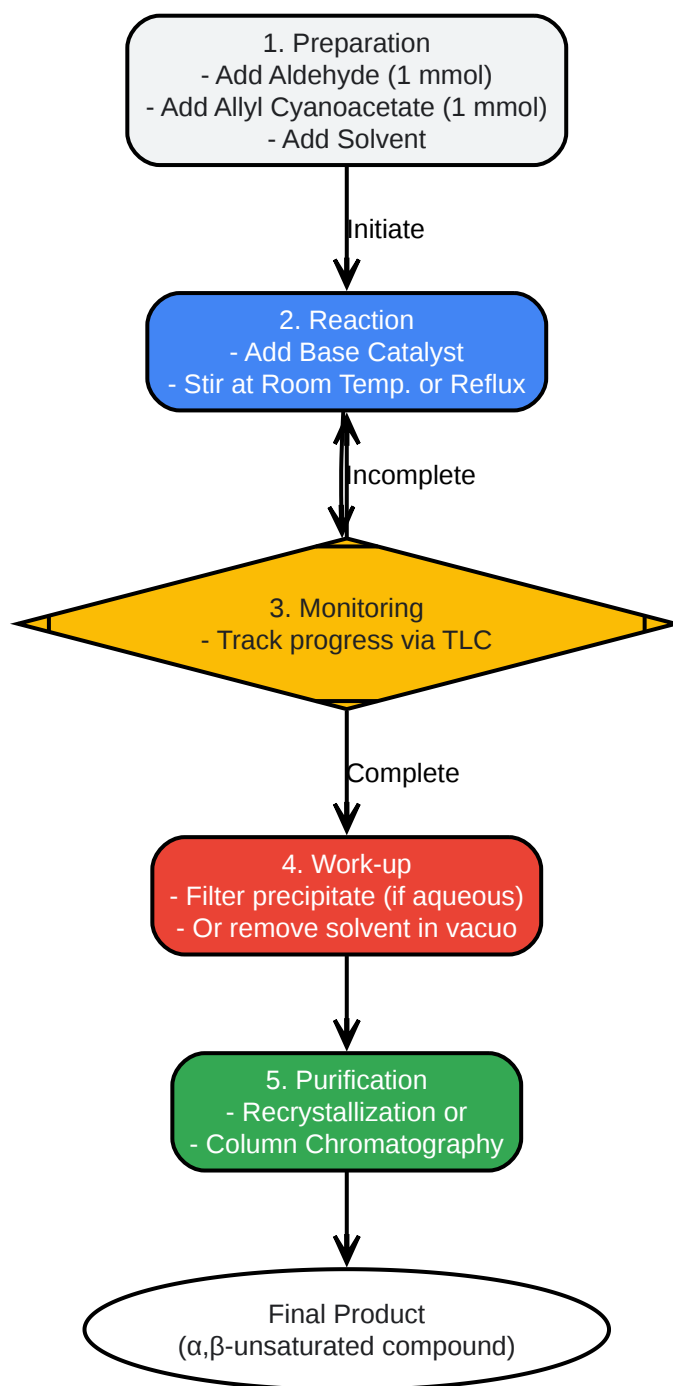 1. Preparation
- Add Aldehyde (1 mmol)
- Add Allyl Cyanoacetate (1 mmol)
- Add Solvent
Initiate
2. Reaction
- Add Base Catalyst
- Stir at Room Temp. or Reflux
Incomplete
3. Monitoring
- Track progress via TLC
Complete
4. Work-up
- Filter precipitate (if aqueous)
- Or remove solvent in vacuo
5. Purification
- Recrystallization or
- Column Chromatography
Final Product
(α,β-unsaturated compound)